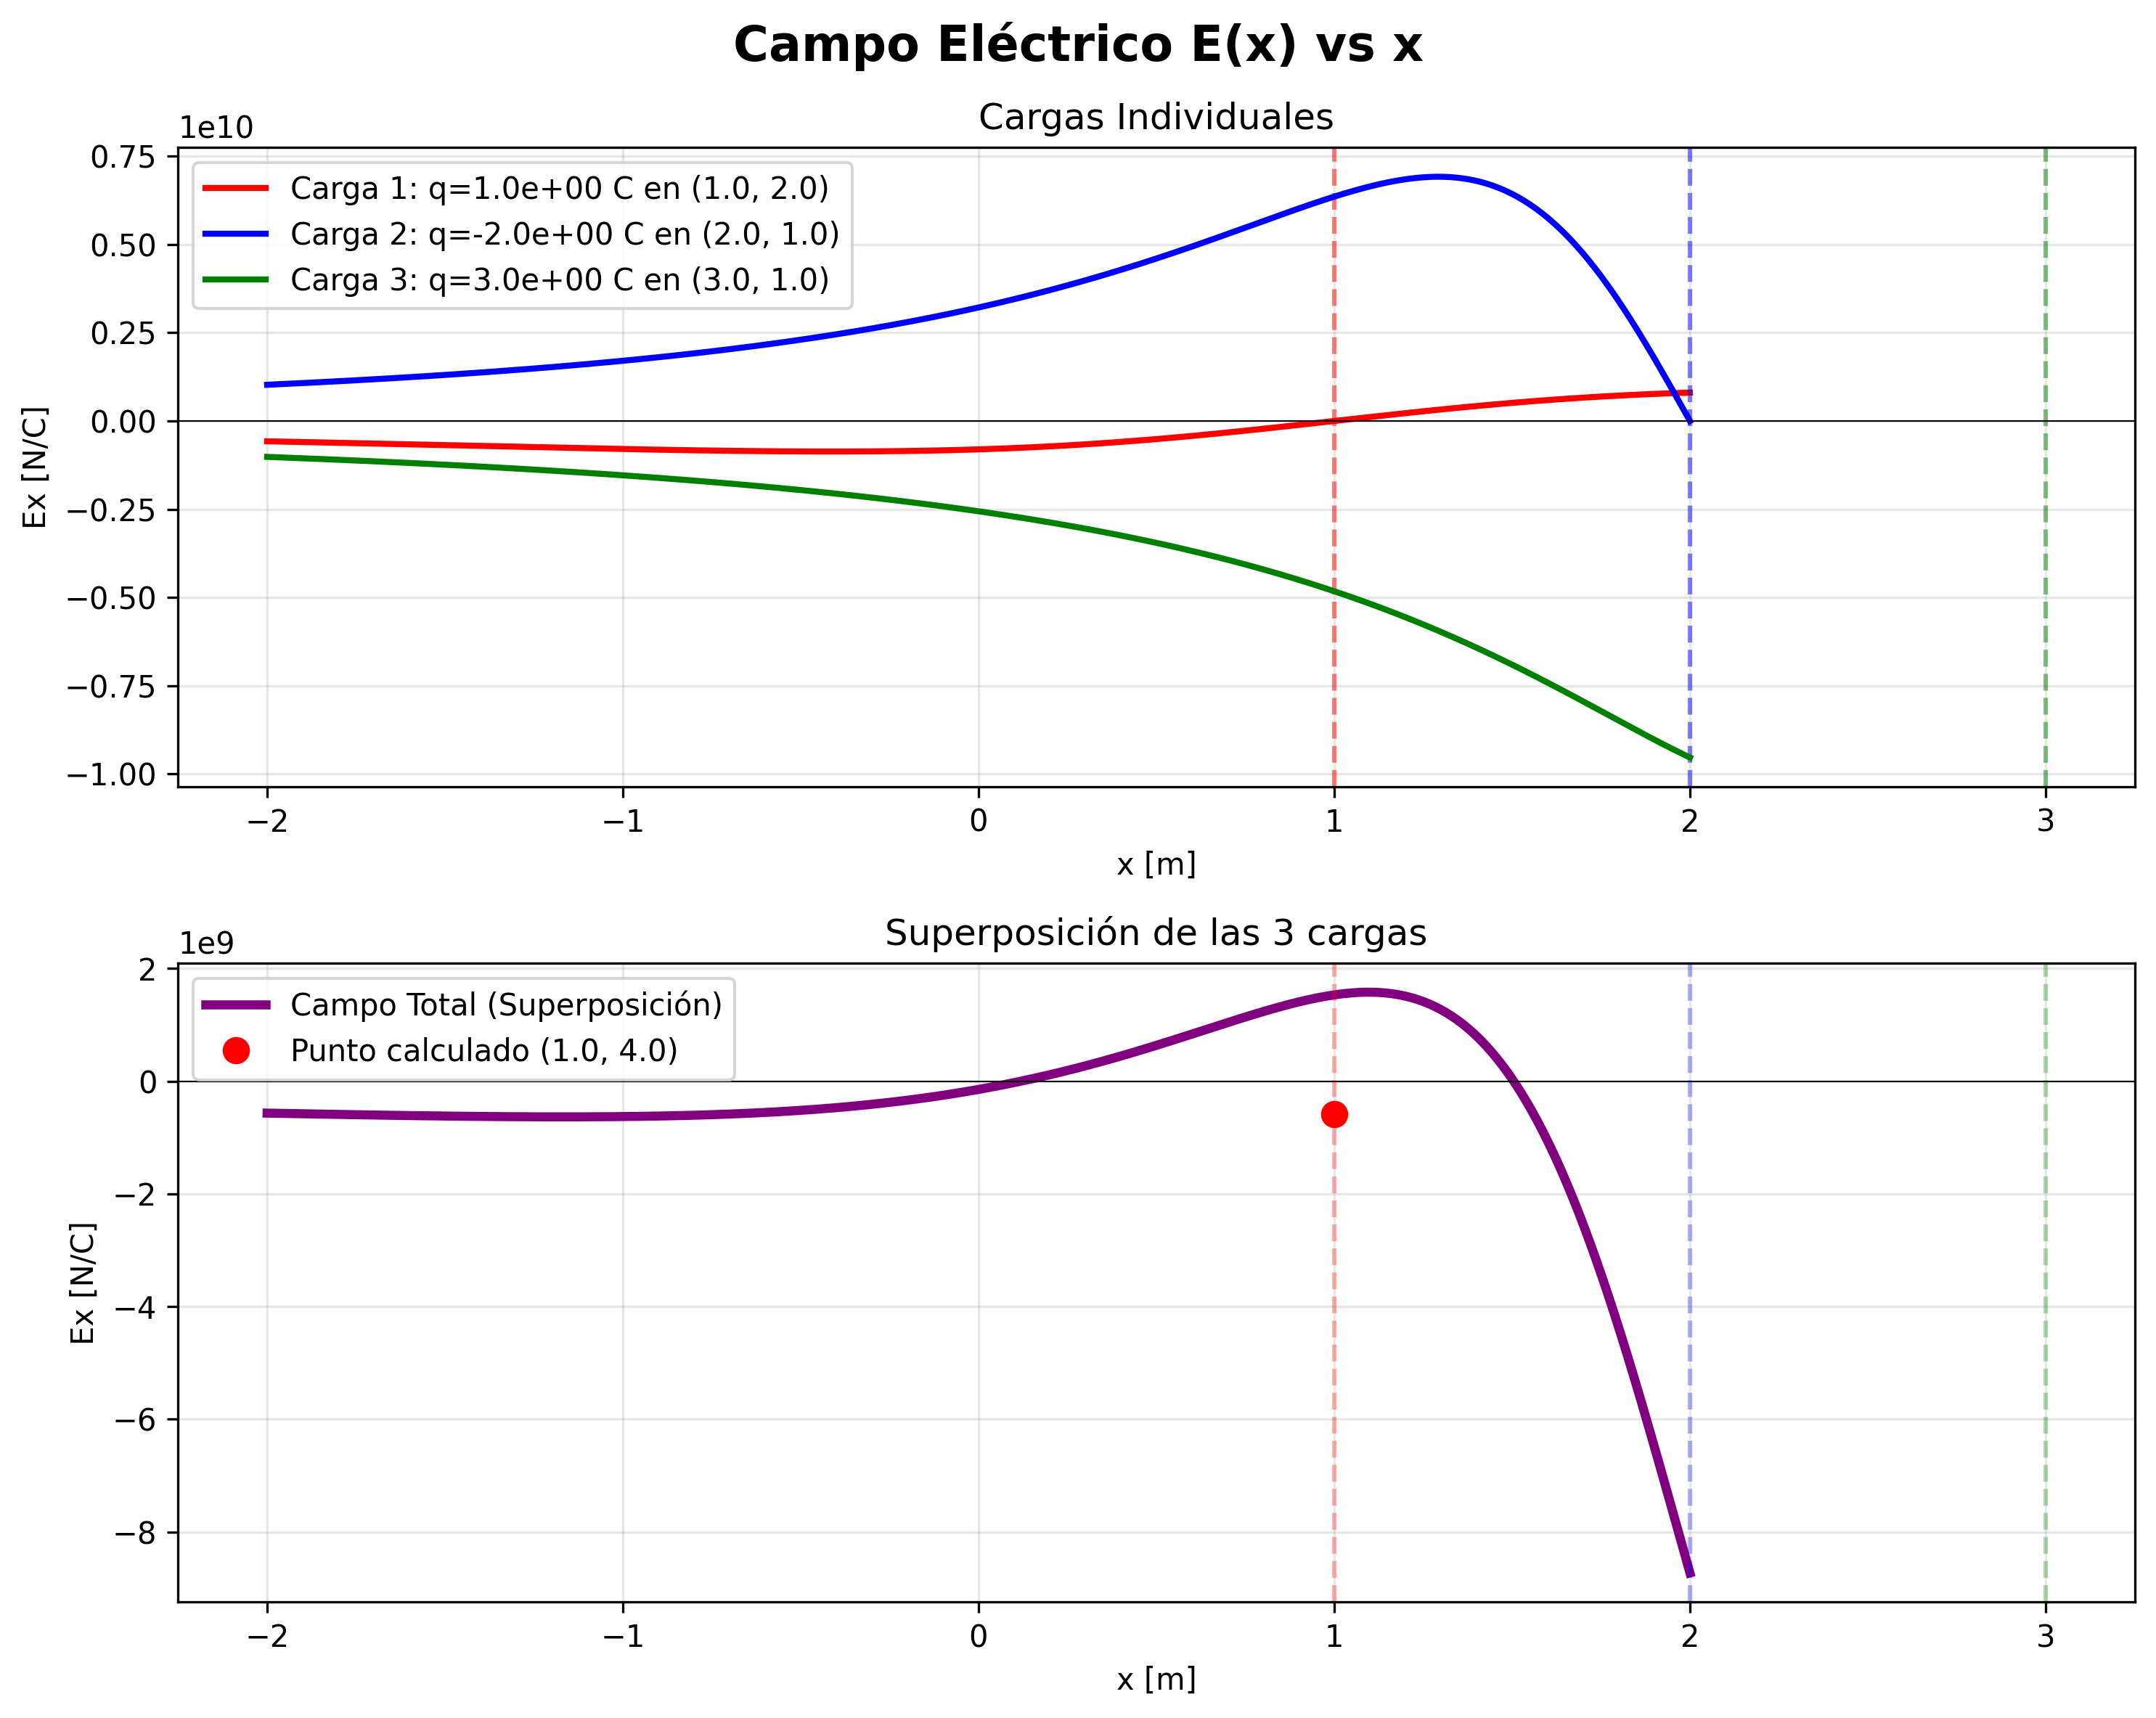 Campo Eléctrico E(x) vs x
Cargas Individuales
1e10
Carga 1: q=1.0e+00 C en (1.0, 2.0)
Carga 2: q=-2.0e+00 C en (2.0, 1.0)
Carga 3: q=3.0e+00 C en (3.0, 1.0)
0.75
0.50
0.25
0.00
−0.25
−0.50
−0.75
−1.00
Ex [N/C]
−2 −1 0 1 2 3
x [m]
Superposición de las 3 cargas
1e9
Campo Total (Superposición)
Punto calculado (1.0, 4.0)
2
0
−2
−4
−6
−8
Ex [N/C]
−2 −1 0 1 2 3
x [m]